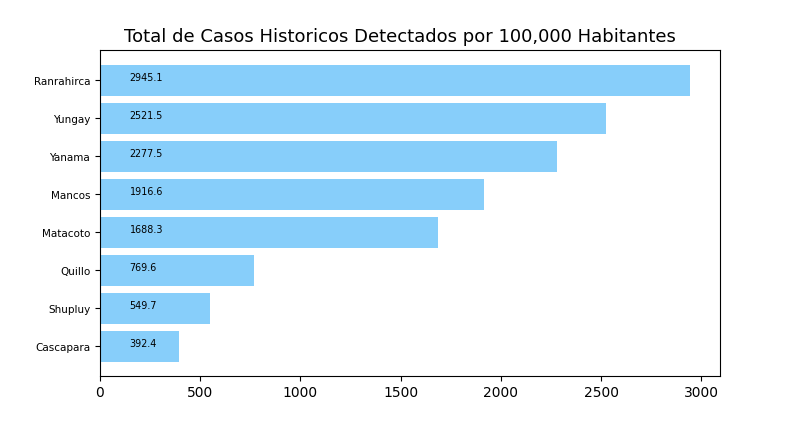 Total de Casos Historicos Detectados por 100,000 Habitantes
Ranrahirca 2945.1
Yungay 2521.5
Yanama 2277.5
Mancos 1916.6
Matacoto 1688.3
Quillo 769.6
Shupluy 549.7
Cascapara 392.4
0 500 1000 1500 2000 2500 3000